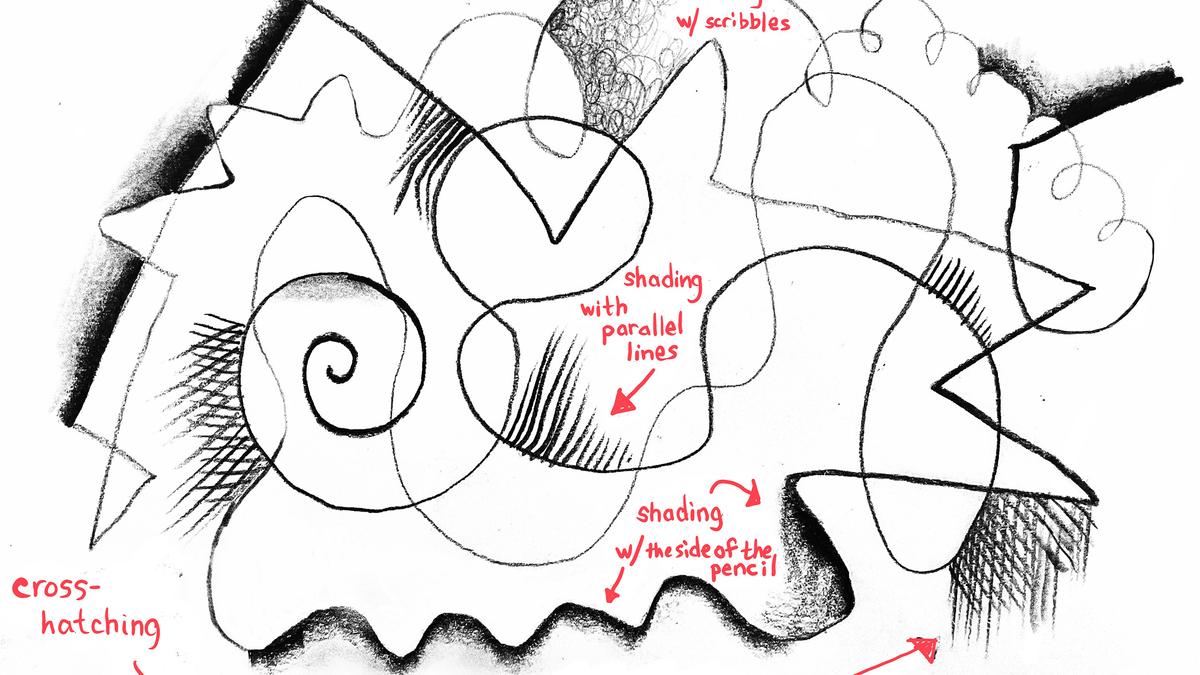 w/ scribbles
shading
with
parallel
lines
shading
w/ the side of the
pencil
cross-
hatching